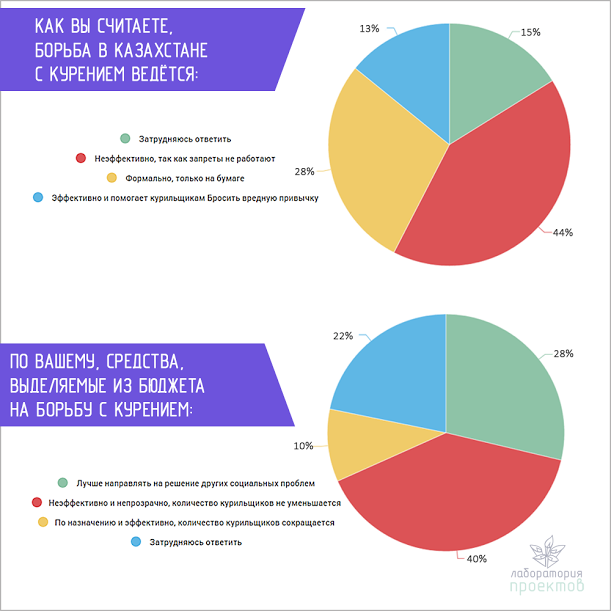 КАК ВЫ СЧИТАЕТЕ,
БОРЬБА В КАЗАХСТАНЕ
С КУРЕНИЕМ ВЕДЁТСЯ:
Затрудняюсь ответить
Неэффективно, так как запреты не работают
Формально, только на бумаге
Эффективно и помогает курильщикам Бросить вредную привычку
13%
15%
28%
44%
ПО ВАШЕМУ, СРЕДСТВА,
ВЫДЕЛЯЕМЫЕ ИЗ БЮДЖЕТА
НА БОРЬБУ С КУРЕНИЕМ:
Лучше направлять на решение других социальных проблем
Неэффективно и непрозрачно, количество курильщиков не уменьшается
По назначению и эффективно, количество курильщиков сокращается
Затрудняюсь ответить
22%
28%
10%
40%
лаборатория
проектов